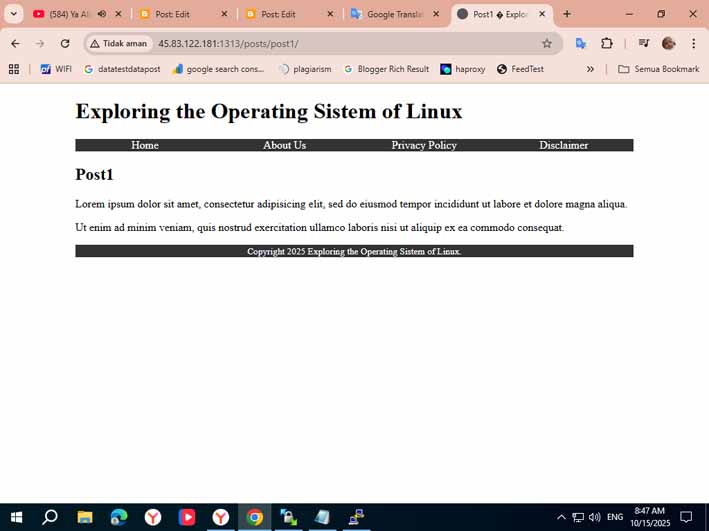 (584) Ya Al
Post: Edit
Post: Edit
Google Transla
Post1 � Explor
Tidak aman
45.83.122.181:1313/posts/post1/
WIFI
datatestdatapost
google search cons...
plagiarism
Blogger Rich Result
haproxy
FeedTest
»
Semua Bookmark
Exploring the Operating Sistem of Linux
Home About Us Privacy Policy Disclaimer
Post1
Lorem ipsum dolor sit amet, consectetur adipisicing elit, sed do eiusmod tempor incididunt ut labore et dolore magna aliqua.
Ut enim ad minim veniam, quis nostrud exercitation ullamco laboris nisi ut aliquip ex ea commodo consequat.
Copyright 2025 Exploring the Operating Sistem of Linux.
ENG
8:47 AM
10/15/2025